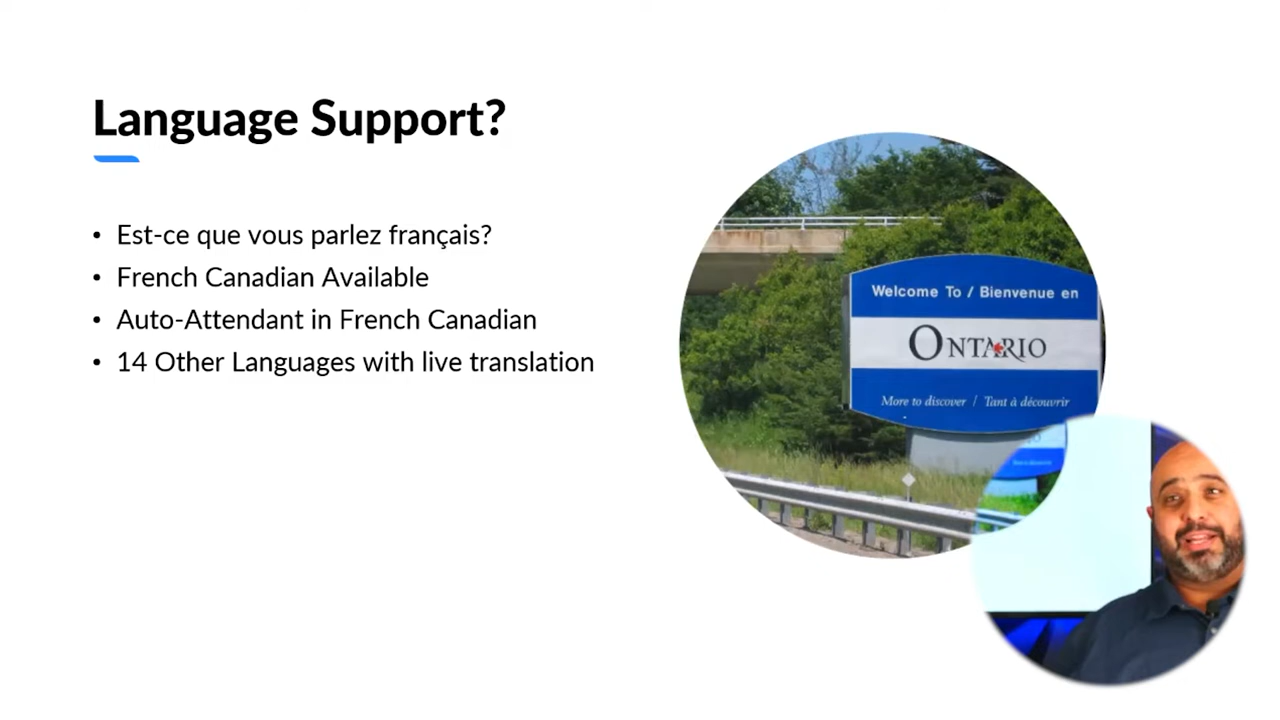 Language Support?
Est-ce que vous parlez français?
French Canadian Available
Auto-Attendant in French Canadian
14 Other Languages with live translation
Welcome To / Bienvenue en
ONTARIO
More to discover / Tant à découvrir